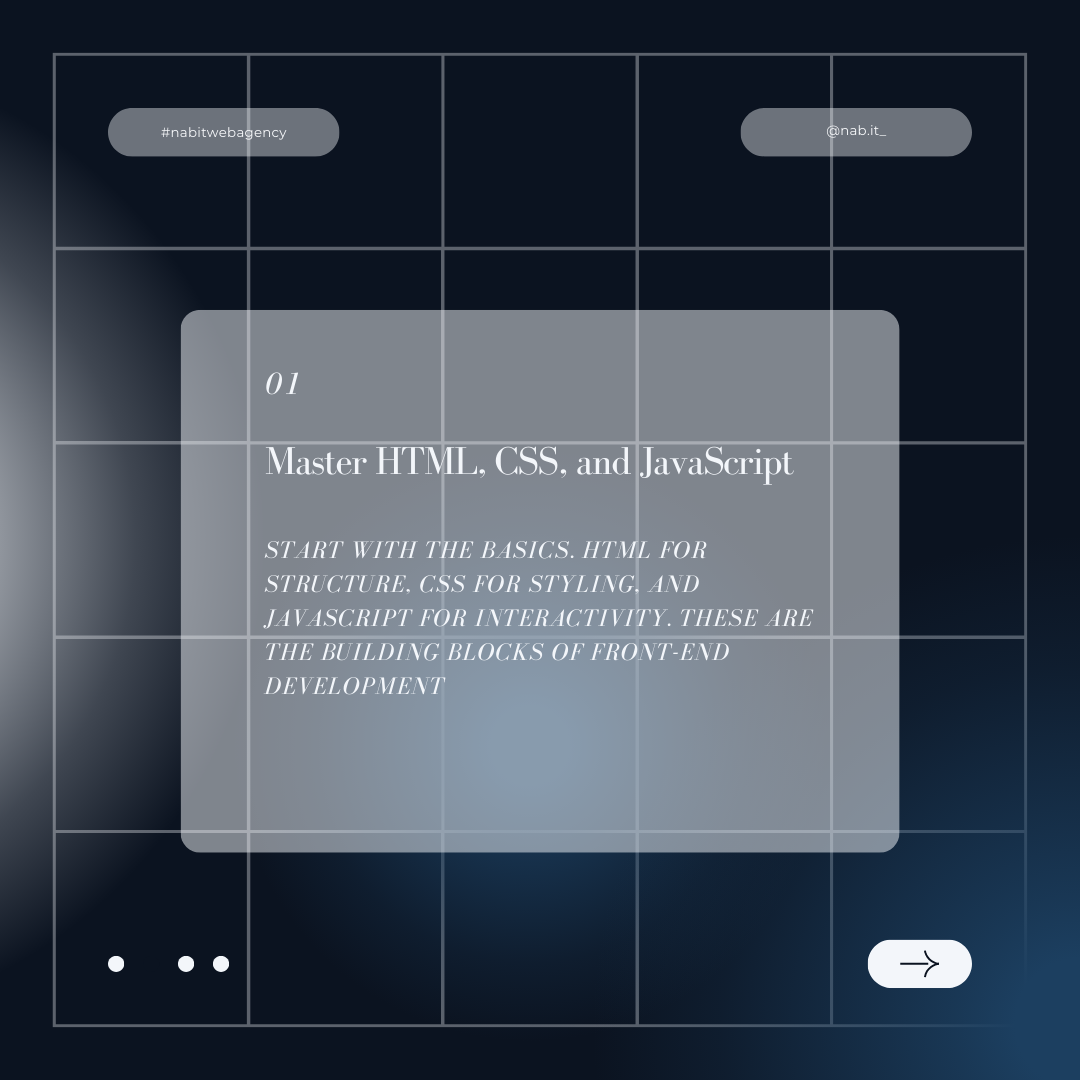 #nabitwebagency
@nab.it_
01
Master HTML, CSS, and JavaScript
START WITH THE BASICS. HTML FOR
STRUCTURE, CSS FOR STYLING, AND
JAVASCRIPT FOR INTERACTIVITY. THESE ARE
THE BUILDING BLOCKS OF FRONT-END
DEVELOPMENT